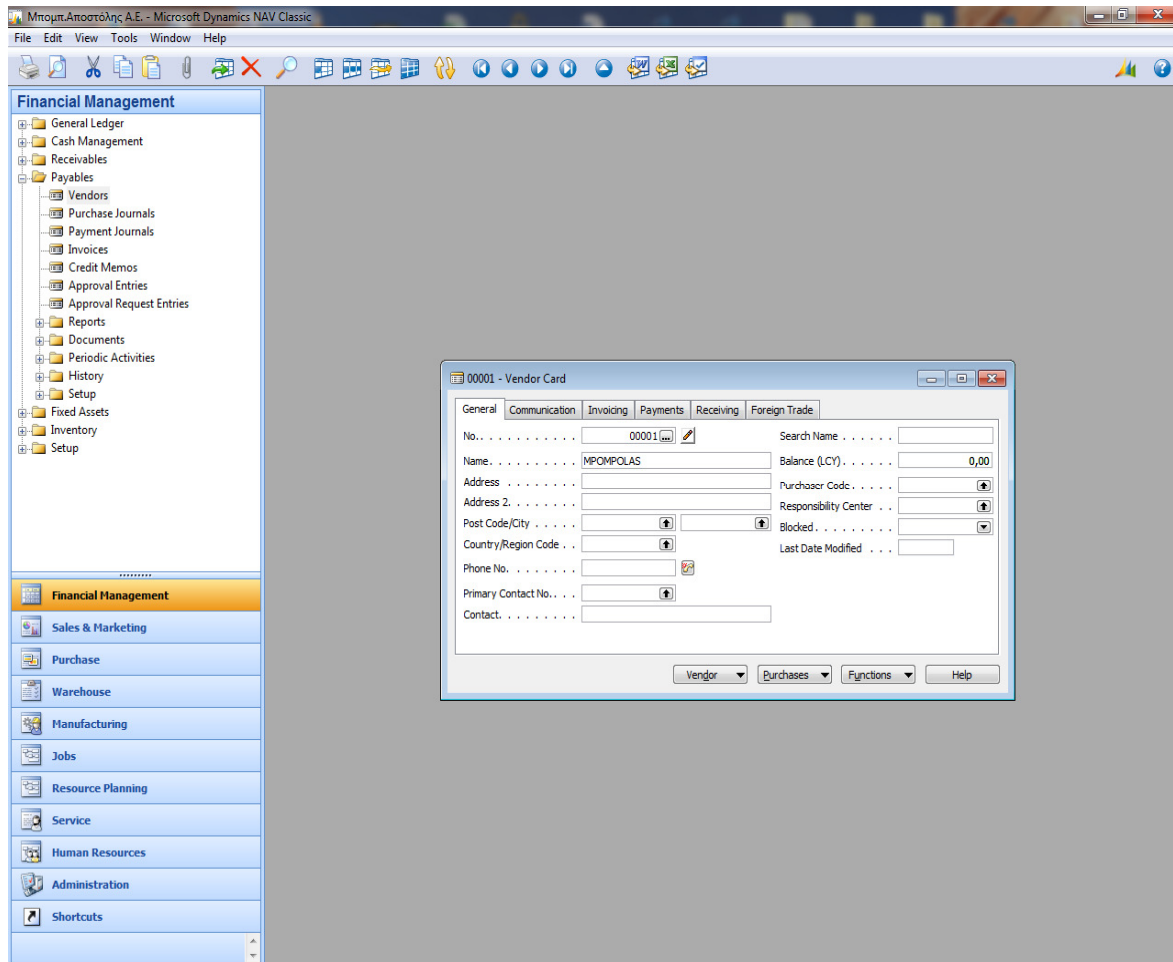 Μπομπ.Αποστόλης Α.Ε. - Microsoft Dynamics NAV Classic
File Edit View Tools Window Help
Financial Management
General Ledger
Cash Management
Receivables
Payables
Vendors
Purchase Journals
Payment Journals
Invoices
Credit Memos
Approval Entries
Approval Request Entries
Reports
Documents
Periodic Activities
History
Setup
Fixed Assets
Inventory
Setup
Financial Management
Sales & Marketing
Purchase
Warehouse
Manufacturing
Jobs
Resource Planning
Service
Human Resources
Administration
Shortcuts
00001 - Vendor Card
General Communication Invoicing Payments Receiving Foreign Trade
No.. . . . . . . . . . . 00001
Name. . . . . . . . . . MPOMPOLAS
Address . . . . . . . .
Address 2. . . . . . . .
Post Code/City . . . . .
Country/Region Code . .
Phone No. . . . . . . .
Primary Contact No.. . .
Contact. . . . . . . . .
Search Name . . . . . .
Balance (LCY) . . . . . . 0,00
Purchaser Code . . . . .
Responsibility Center . .
Blocked . . . . . . . . .
Last Date Modified . . .
Vendor Purchases Functions Help